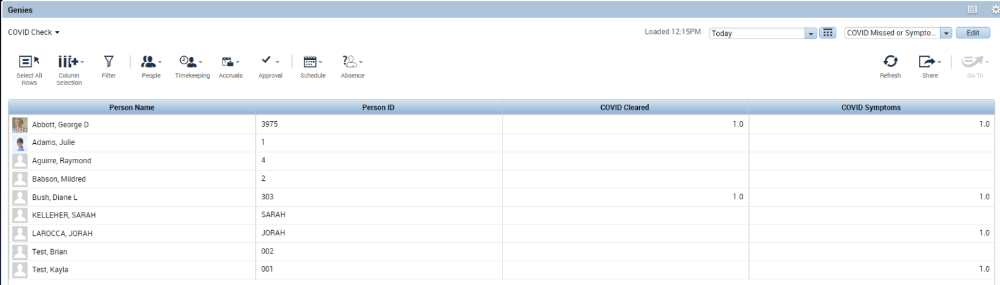 Genies
COVID Check
Loaded 12:15PM Today COVID Missed or Sympto... Edit
Select All Rows
Column Selection
Filter
People
Timekeeping
Accruals
Approval
Schedule
Absence
Refresh
Share
Go To
Person Name Person ID COVID Cleared COVID Symptoms
Abbott, George D 3975 1.0 1.0
Adams, Julie 1
Aguirre, Raymond 4
Babson, Mildred 2
Bush, Diane L 303 1.0 1.0
KELLEHER, SARAH SARAH
LAROCCA, JORAH JORAH 1.0
Test, Brian 002
Test, Kayla 001 1.0